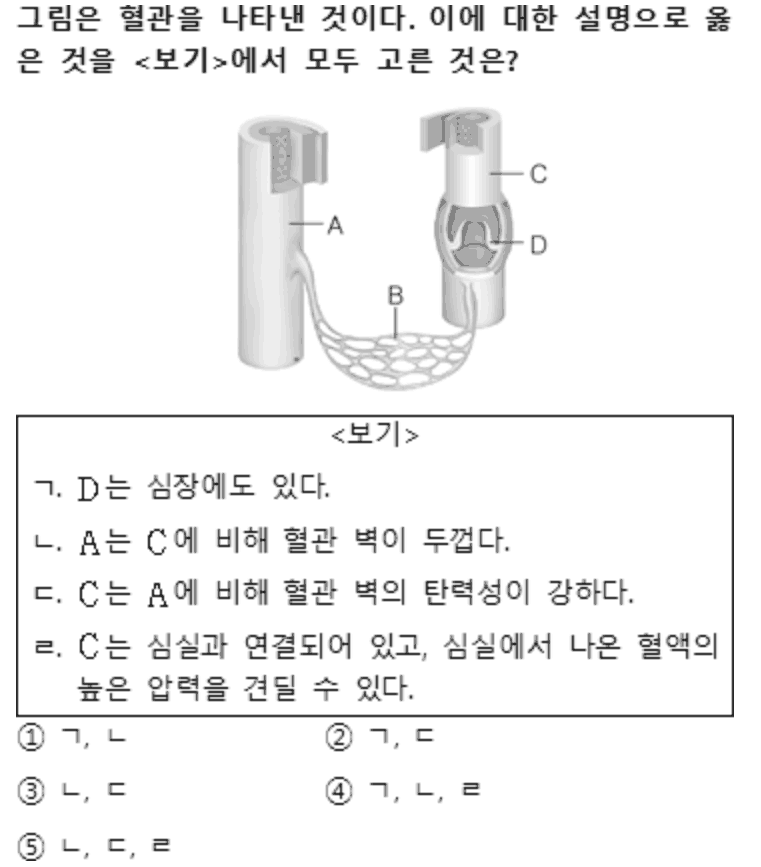 그림은 혈관을 나타낸 것이다. 이에 대한 설명으로 옳
은 것을 <보기>에서 모두 고른 것은?
A
C
D
B
<보기>
ㄱ. D는 심장에도 있다.
ㄴ. A는 C에 비해 혈관 벽이 두껍다.
ㄷ. C는 A에 비해 혈관 벽의 탄력성이 강하다.
ㄹ. C는 심실과 연결되어 있고, 심실에서 나온 혈액의
높은 압력을 견딜 수 있다.
① ㄱ, ㄴ ② ㄱ, ㄷ
③ ㄴ, ㄷ ④ ㄱ, ㄴ, ㄹ
⑤ ㄴ, ㄷ, ㄹ